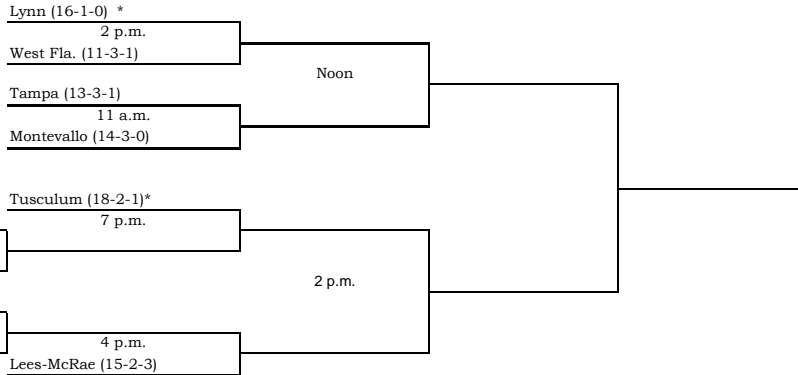 Lynn (16-1-0)  *
2 p.m.
West Fla. (11-3-1)
Noon
Tampa (13-3-1)
11 a.m.
Montevallo (14-3-0)
Tusculum (18-2-1)*
7 p.m.
2 p.m.
4 p.m.
Lees-McRae (15-2-3)